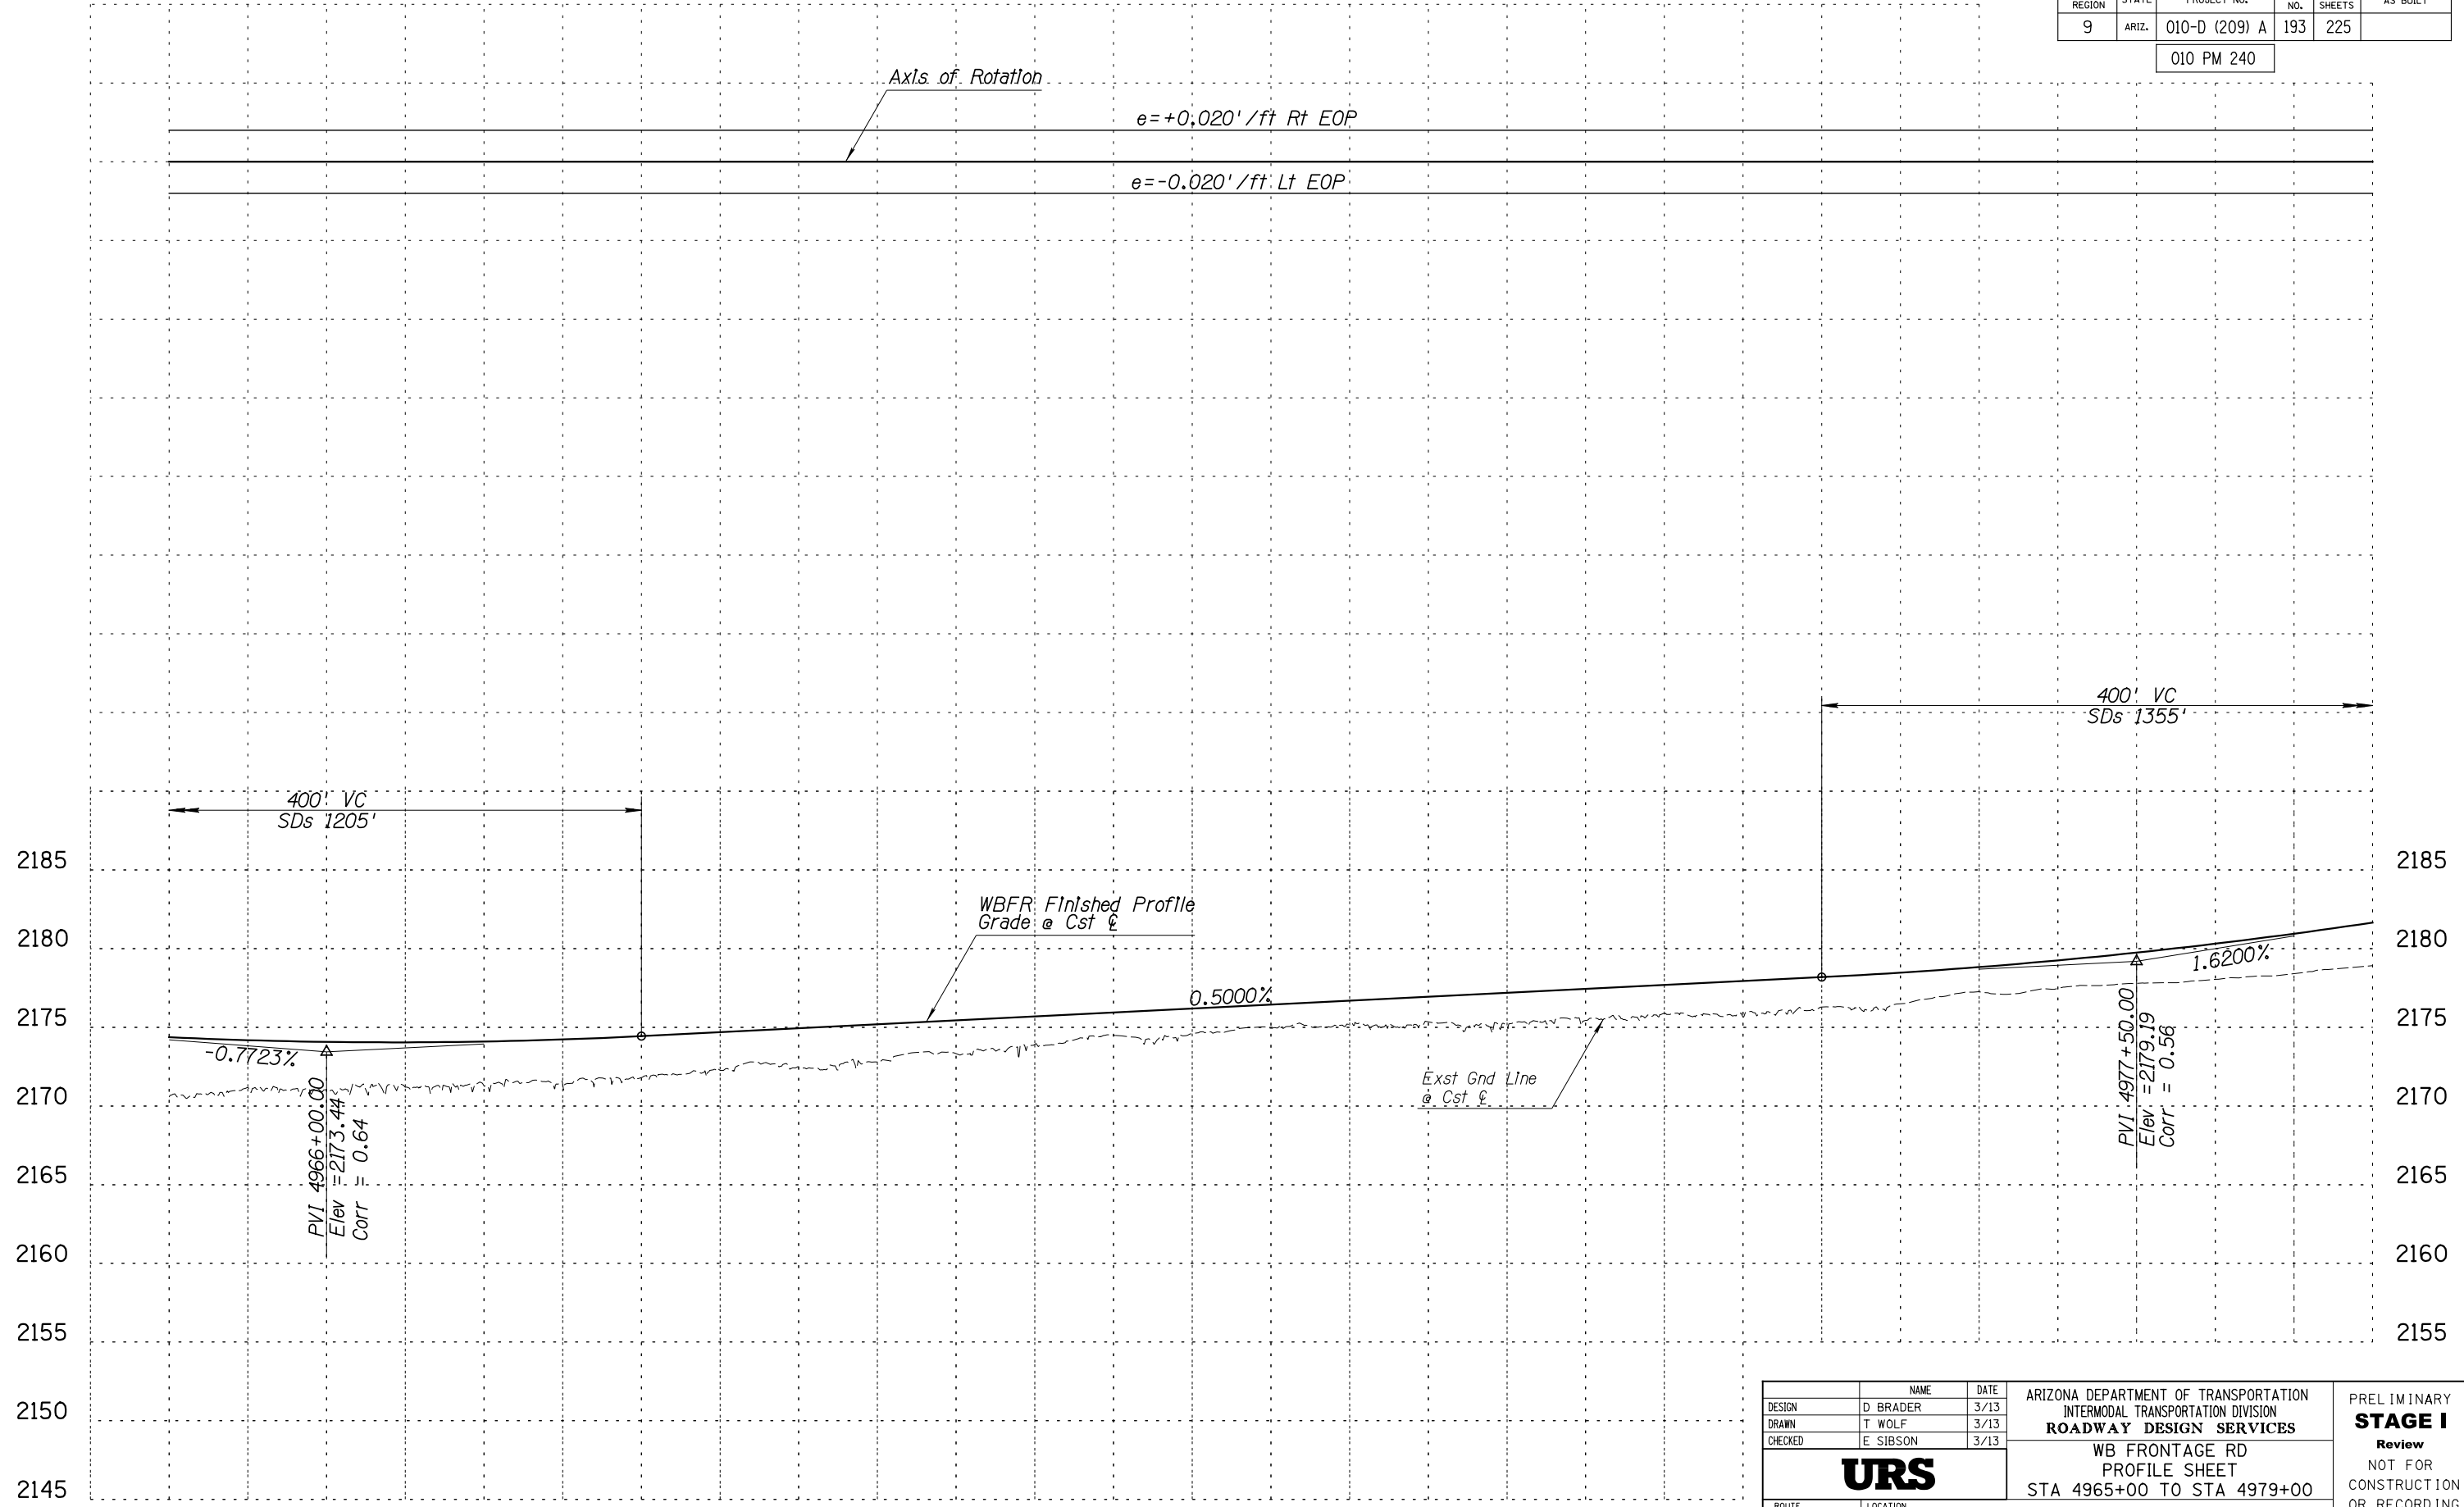 REGION STATE PROJECT NO. NO. SHEETS AS BUILT
9 ARIZ. 010-D (209) A 193 225
010 PM 240
Axis of Rotation
e=+0.020'/ft Rt EOP
e=-0.020'/ft Lt EOP
400' VC
SDs 1355'
400' VC
SDs 1205'
2185 2185
WBFR Finished Profile
Grade @ Cst ℄
2180 2180
1.6200%
0.5000%
2175 2175
-0.7723%
Exst Gnd Line
@ Cst ℄
2170 2170
PVI 4966+00.00
Elev =2173.44
Corr = 0.64
PVI 4977+50.00
Elev =2179.19
Corr = 0.56
2165 2165
2160 2160
2155 2155
2150
2145
NAME DATE
DESIGN D BRADER 3/13
DRAWN T WOLF 3/13
CHECKED E SIBSON 3/13
URS
ROUTE LOCATION
ARIZONA DEPARTMENT OF TRANSPORTATION
INTERMODAL TRANSPORTATION DIVISION
ROADWAY DESIGN SERVICES
WB FRONTAGE RD
PROFILE SHEET
STA 4965+00 TO STA 4979+00
PRELIMINARY
STAGE I
Review
NOT FOR
CONSTRUCTION
OR RECORDING